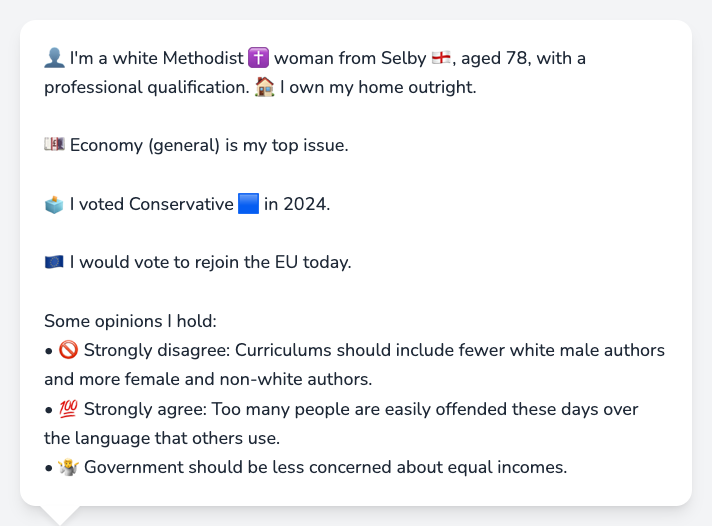 👤 I'm a white Methodist ✝️ woman from Selby 🏴󠁧󠁢󠁥󠁮󠁧󠁿, aged 78, with a
professional qualification. 🏠 I own my home outright.
💷 Economy (general) is my top issue.
🗳️ I voted Conservative 🟦 in 2024.
🇪🇺 I would vote to rejoin the EU today.
Some opinions I hold:
• 🚫 Strongly disagree: Curriculums should include fewer white male authors
and more female and non-white authors.
• 💯 Strongly agree: Too many people are easily offended these days over
the language that others use.
• 🤷 Government should be less concerned about equal incomes.